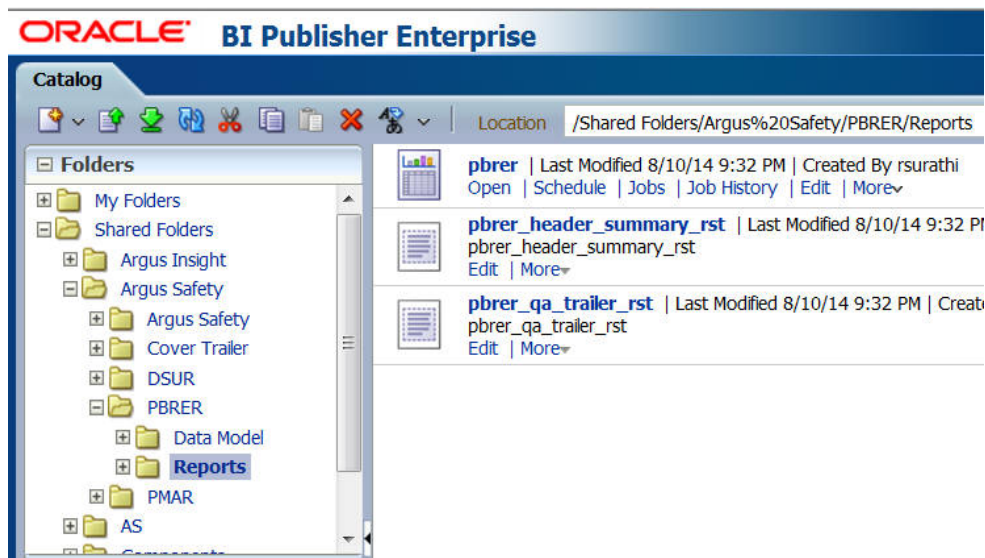 ORACLE BI Publisher Enterprise
Catalog
Location /Shared Folders/Argus%20Safety/PBRER/Reports
Folders
My Folders
Shared Folders
Argus Insight
Argus Safety
Argus Safety
Cover Trailer
DSUR
PBRER
Data Model
Reports
PMAR
AS
pbrer | Last Modified 8/10/14 9:32 PM | Created By rsurathi
Open | Schedule | Jobs | Job History | Edit | More
pbrer_header_summary_rst | Last Modified 8/10/14 9:32
pbrer_header_summary_rst
Edit | More
pbrer_qa_trailer_rst | Last Modified 8/10/14 9:32 PM |
pbrer_qa_trailer_rst
Edit | More